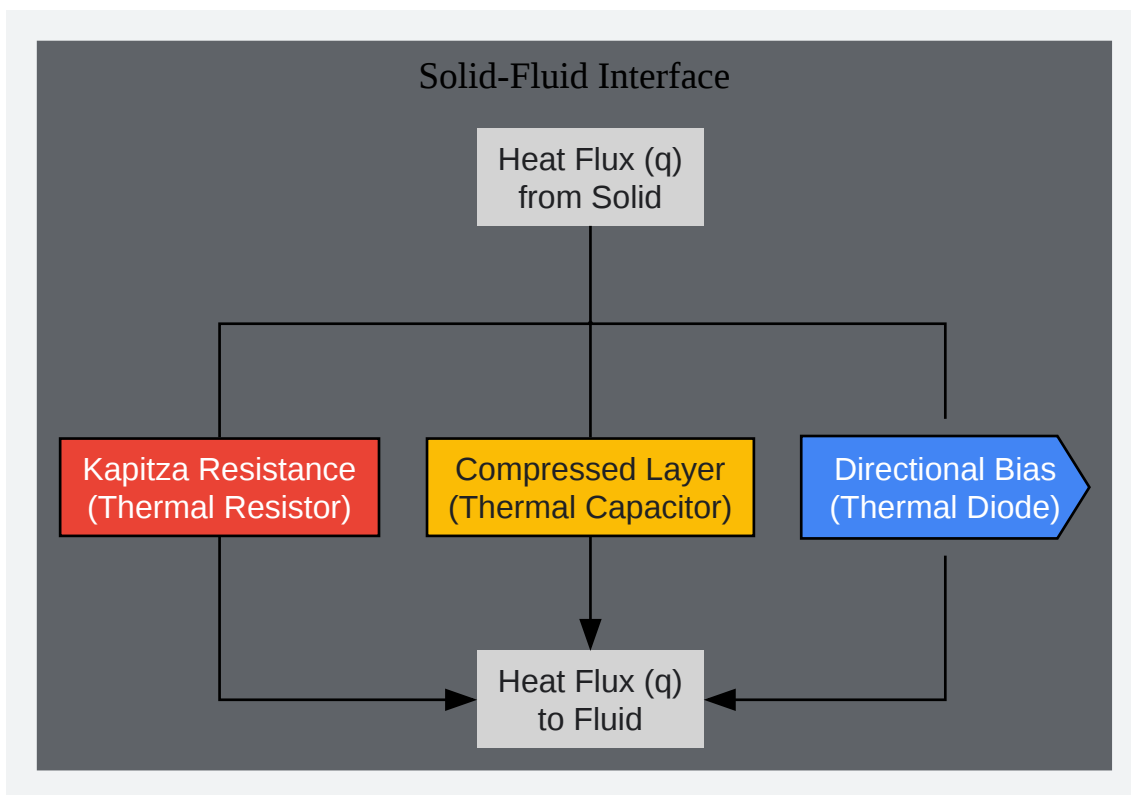 Solid-Fluid Interface
Heat Flux (q)
from Solid
Kapitza Resistance
(Thermal Resistor)
Compressed Layer
(Thermal Capacitor)
Directional Bias
(Thermal Diode)
Heat Flux (q)
to Fluid